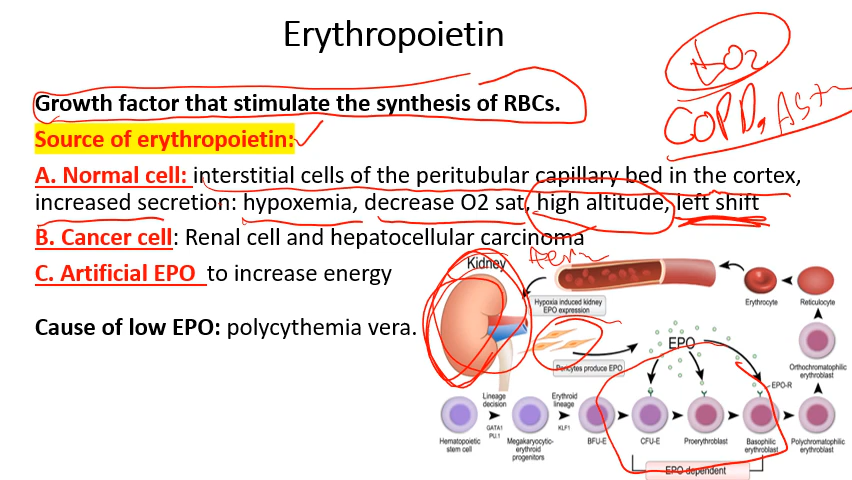 Erythropoietin
Growth factor that stimulate the synthesis of RBCs.
Source of erythropoietin:
A. Normal cell: interstitial cells of the peritubular capillary bed in the cortex,
increased secretion: hypoxemia, decrease O2 sat, high altitude, left shift
B. Cancer cell: Renal cell and hepatocellular carcinoma
C. Artificial EPO to increase energy
Cause of low EPO: polycythemia vera.
COPD,
Kidney
Hypoxia induced kidney
EPO expression
Erythrocyte
Reticulocyte
Pericytes produce EPO
EPO
EPO-R
Orthochromatophilic
erythroblast
Lineage
decision
GATA1
PU.1
Erythroid
lineage
KLF1
Hematopoietic
stem cell
Megakaryocytic-
erythroid
progenitors
BFU-E
CFU-E
Proerythroblast
Basophilic
erythroblast
Polychromatophilic
erythroblast
EPO dependent